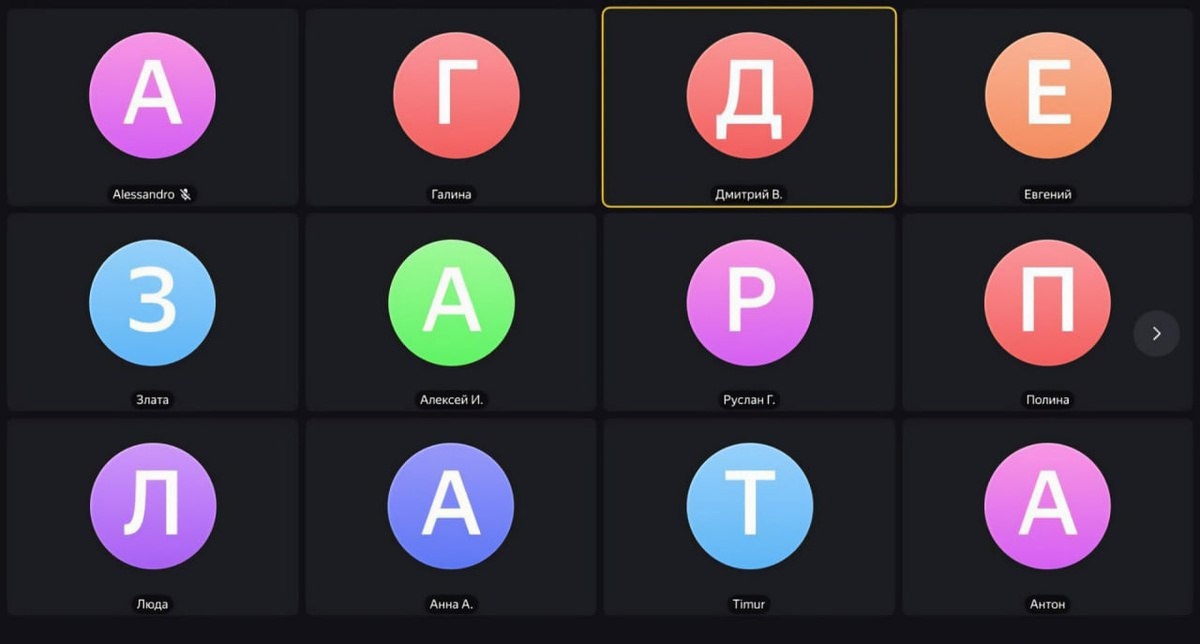 А Г Д Е
Alessandro Галина Дмитрий В. Евгений
З А Р П
Злата Алексей И. Руслан Г. Полина
Л А Т А
Люда Анна А. Timur Антон